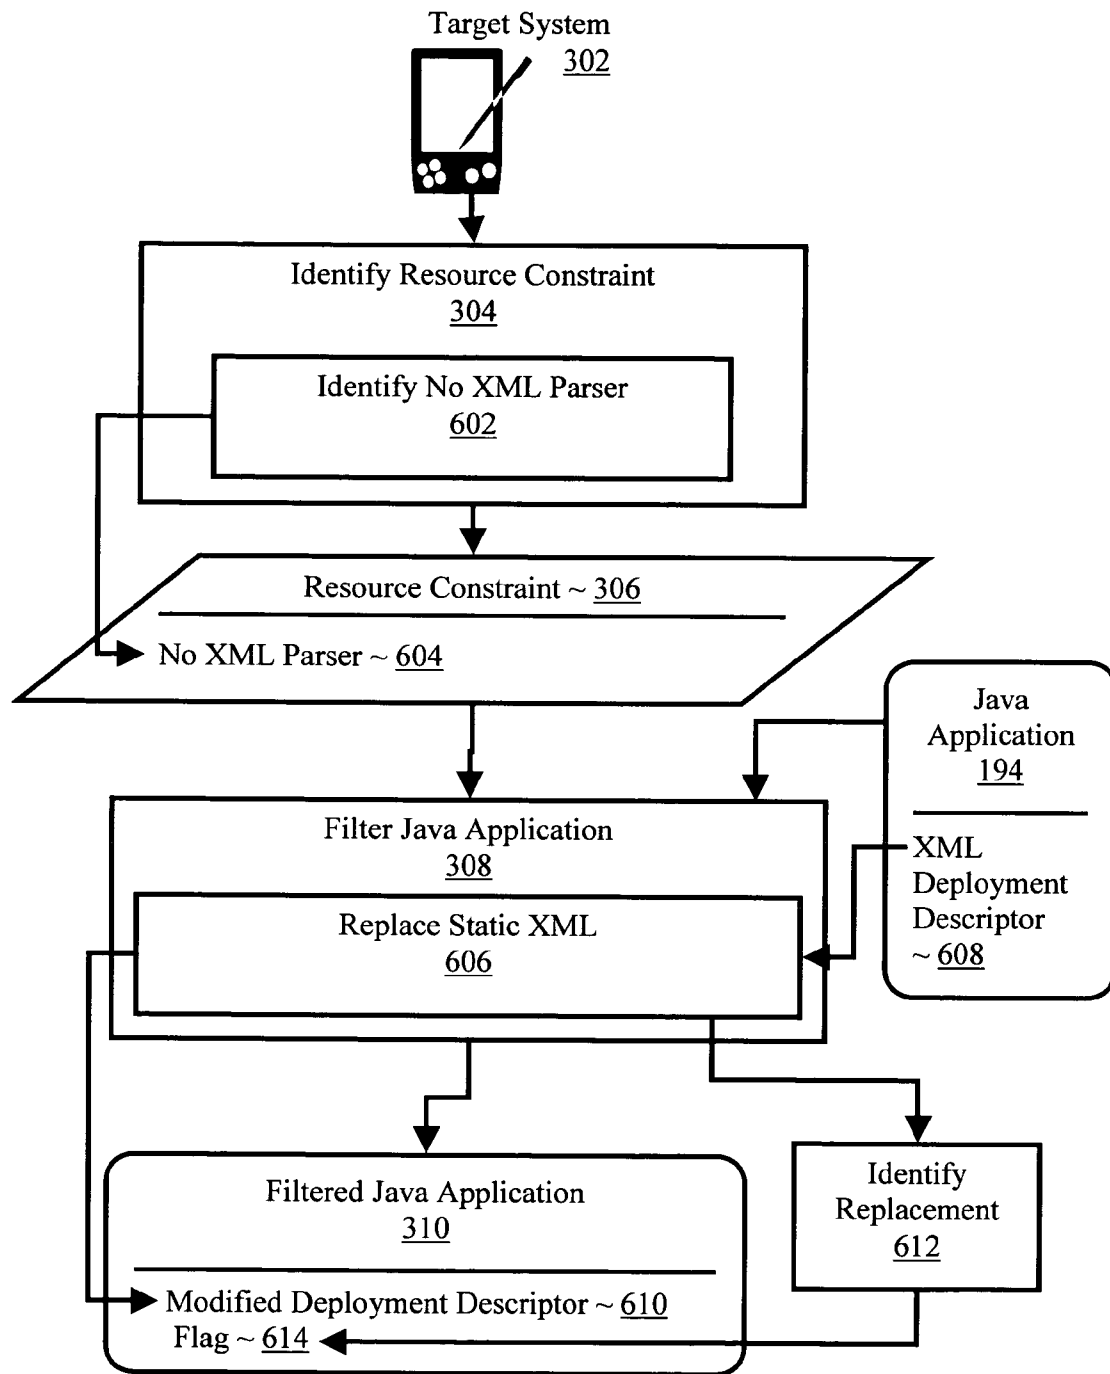 Target System
302
Identify Resource Constraint
304
Identify No XML Parser
602
Resource Constraint ~ 306
No XML Parser ~ 604
Java
Application
194
XML
Deployment
Descriptor
~ 608
Filter Java Application
308
Replace Static XML
606
Filtered Java Application
310
Modified Deployment Descriptor ~ 610
Flag ~ 614
Identify
Replacement
612